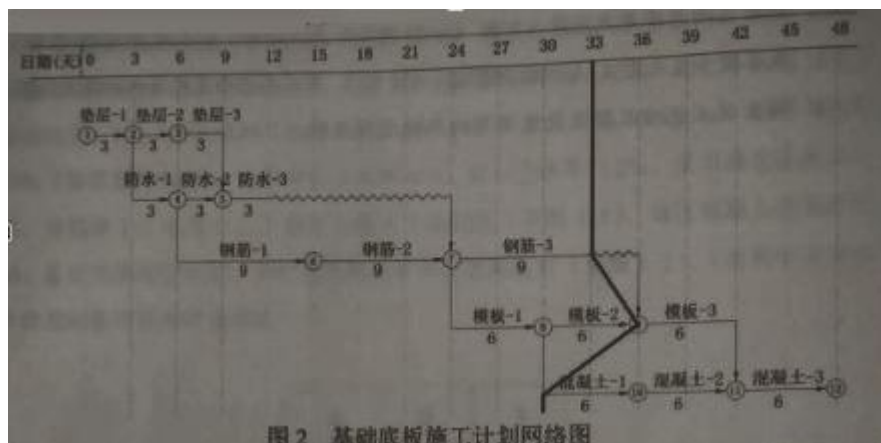 日期(天) 0 3 6 9 12 15 18 21 24 27 30 33 36 39 42 45 48
垫层-1 垫层-2 垫层-3
① ② ③
3 3 3
防水-1 防水-2 防水-3
④ ⑤
3 3 3
钢筋-1 钢筋-2 钢筋-3
⑥ ⑦
9 9 9
模板-1 模板-2 模板-3
⑧
6 6 6
混凝土-1 混凝土-2 混凝土-3
⑩ ⑪ ⑫
6 6 6
图2 基础底板施工计划网络图